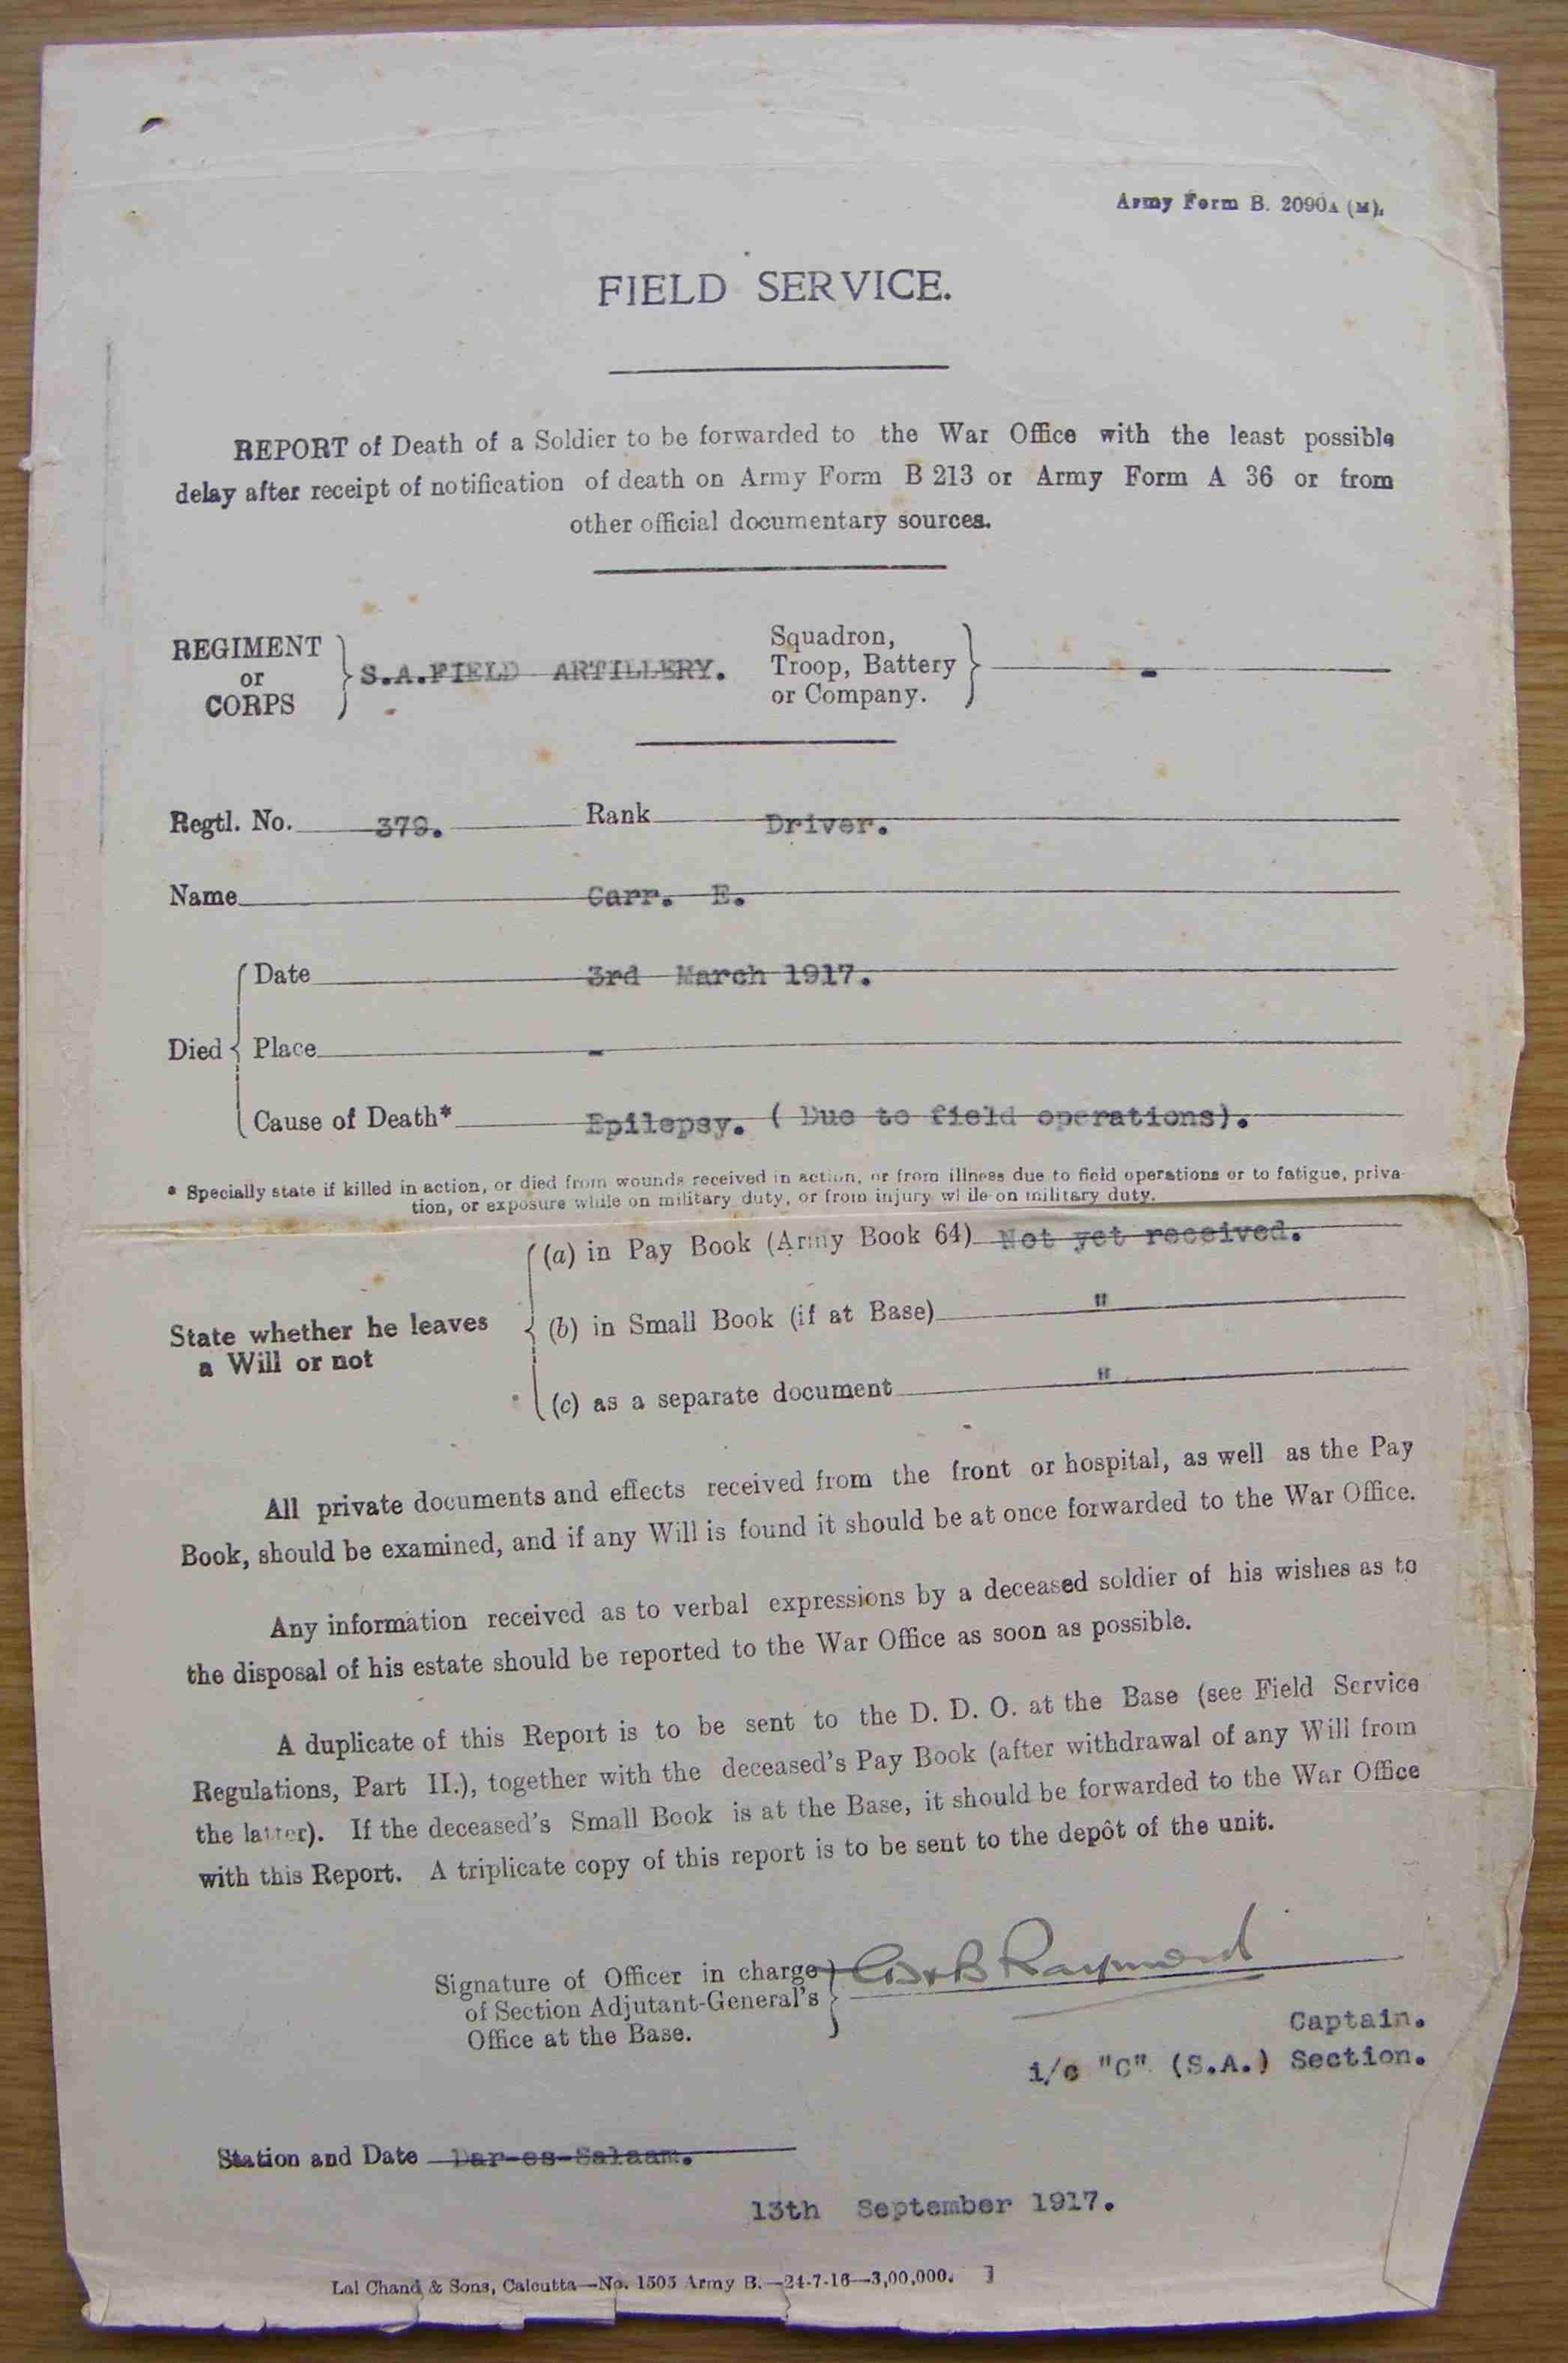 Army Form B. 2090A (M).
FIELD SERVICE.
REPORT of Death of a Soldier to be forwarded to the War Office with the least possible
delay after receipt of notification of death on Army Form B 213 or Army Form A 36 or from
other official documentary sources.
REGIMENT
or
CORPS
S.A.FIELD ARTILLERY.
Squadron,
Troop, Battery
or Company.
-
Regtl. No. 379. Rank Driver.
Name Carr. E.
Died
Date 3rd March 1917.
Place -
Cause of Death* Epilepsy. ( Due to field operations).
* Specially state if killed in action, or died from wounds received in action, or from illness due to field operations or to fatigue, priva-
tion, or exposure while on military duty, or from injury while on military duty.
State whether he leaves
a Will or not
(a) in Pay Book (Army Book 64) Not yet received.
(b) in Small Book (if at Base) "
(c) as a separate document "
All private documents and effects received from the front or hospital, as well as the Pay
Book, should be examined, and if any Will is found it should be at once forwarded to the War Office.
Any information received as to verbal expressions by a deceased soldier of his wishes as to
the disposal of his estate should be reported to the War Office as soon as possible.
A duplicate of this Report is to be sent to the D. D. O. at the Base (see Field Service
Regulations, Part II.), together with the deceased's Pay Book (after withdrawal of any Will from
the latter). If the deceased's Small Book is at the Base, it should be forwarded to the War Office
with this Report. A triplicate copy of this report is to be sent to the depôt of the unit.
Signature of Officer in charge
of Section Adjutant-General's
Office at the Base.
Raymond
Captain.
i/c "C" (S.A.) Section.
Station and Date Dar-es-Salaam.
13th September 1917.
Lal Chand & Sons, Calcutta—No. 1505 Army B.—24-7-16—3,00,000. ]